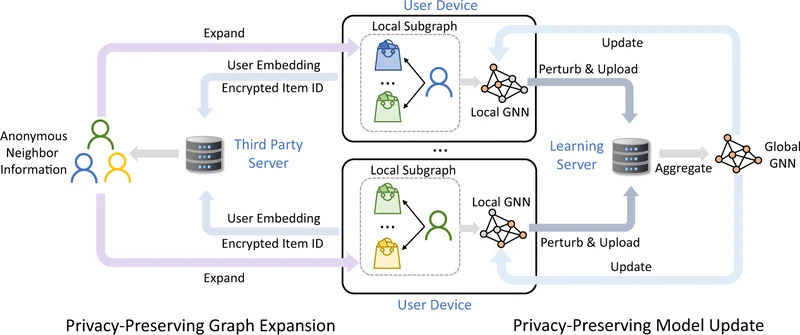 User Device
Expand
Local Subgraph
Update
User Embedding
Encrypted Item ID
...
Perturb & Upload
Local GNN
Anonymous
Neighbor
Information
Third Party
Server
...
Learning
Server
Aggregate
Global
GNN
Local Subgraph
User Embedding
Encrypted Item ID
...
Local GNN
Perturb & Upload
Expand
Update
User Device
Privacy-Preserving Graph Expansion
Privacy-Preserving Model Update